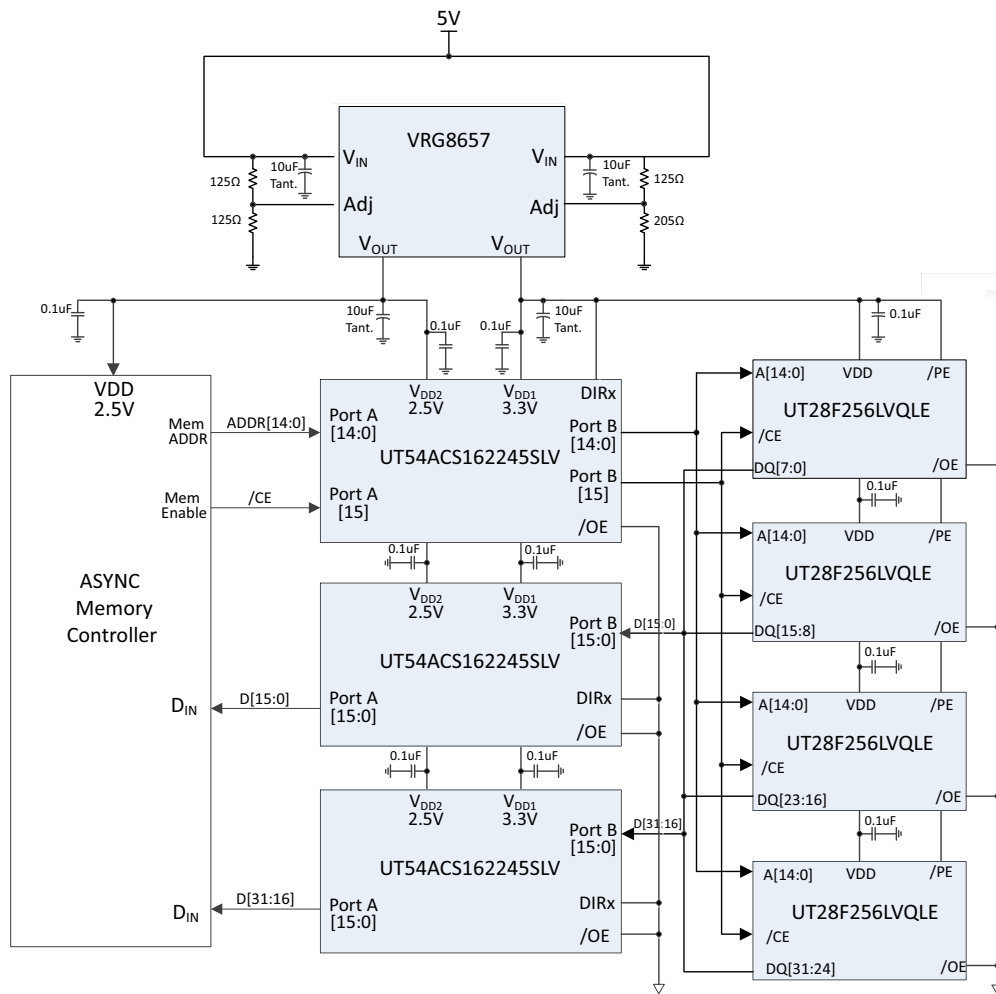 5V
VRG8657
VIN
VIN
10uF
Tant.
10uF
Tant.
125Ω
125Ω
Adj
Adj
125Ω
205Ω
VOUT
VOUT
0.1uF
10uF
Tant.
0.1uF
0.1uF
10uF
Tant.
0.1uF
VDD
2.5V
Mem
ADDR
ADDR[14:0]
Mem
Enable
/CE
ASYNC
Memory
Controller
DIN
D[15:0]
DIN
D[31:16]
VDD2
2.5V
VDD1
3.3V
DIRx
Port A
[14:0]
Port B
[14:0]
UT54ACS162245SLV
Port A
[15]
Port B
[15]
/OE
0.1uF
0.1uF
VDD2
2.5V
VDD1
3.3V
Port B
[15:0]
D[15:0]
UT54ACS162245SLV
Port A
[15:0]
DIRx
/OE
0.1uF
0.1uF
VDD2
2.5V
VDD1
3.3V
Port B
[15:0]
D[31:16]
UT54ACS162245SLV
Port A
[15:0]
DIRx
/OE
A[14:0]
VDD
/PE
UT28F256LVQLE
/CE
DQ[7:0]
/OE
0.1uF
A[14:0]
VDD
/PE
UT28F256LVQLE
/CE
DQ[15:8]
/OE
0.1uF
A[14:0]
VDD
/PE
UT28F256LVQLE
/CE
DQ[23:16]
/OE
0.1uF
A[14:0]
VDD
/PE
UT28F256LVQLE
/CE
DQ[31:24]
/OE